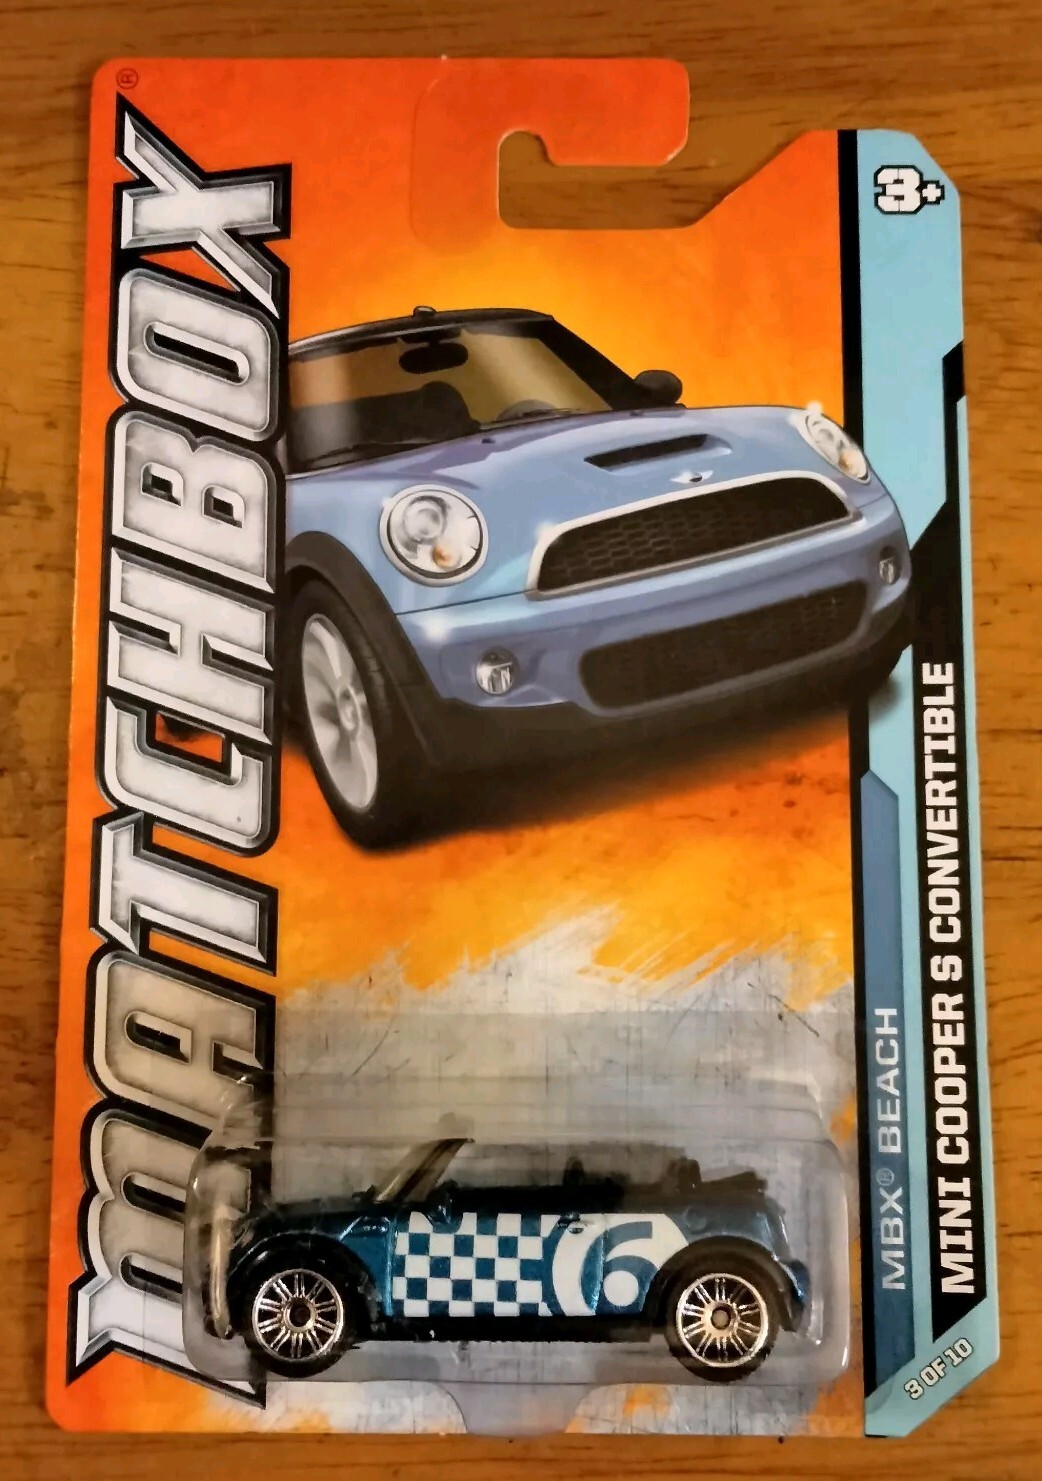 MATCHBOX®
3+
MBX® BEACH
MINI COOPER S CONVERTIBLE
3 OF 10
6